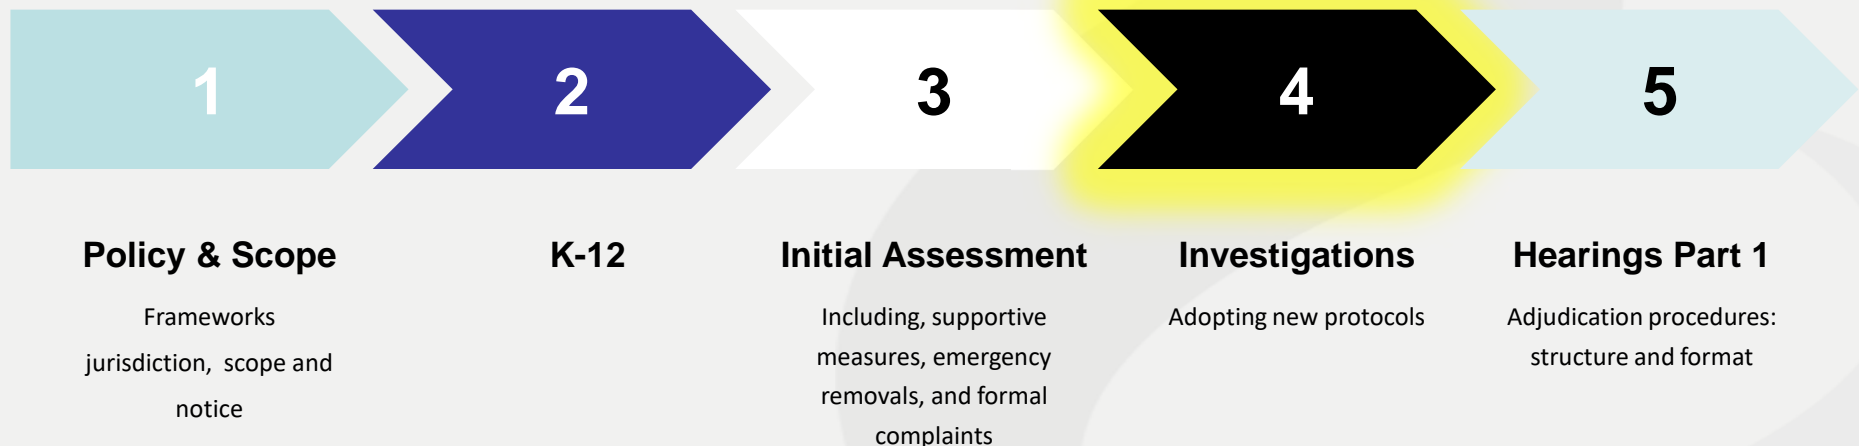 1
2
3
4
5
Policy & Scope
Frameworks
jurisdiction, scope and
notice
K-12
Initial Assessment
Including, supportive
measures, emergency
removals, and formal
complaints
Investigations
Adopting new protocols
Hearings Part 1
Adjudication procedures:
structure and format